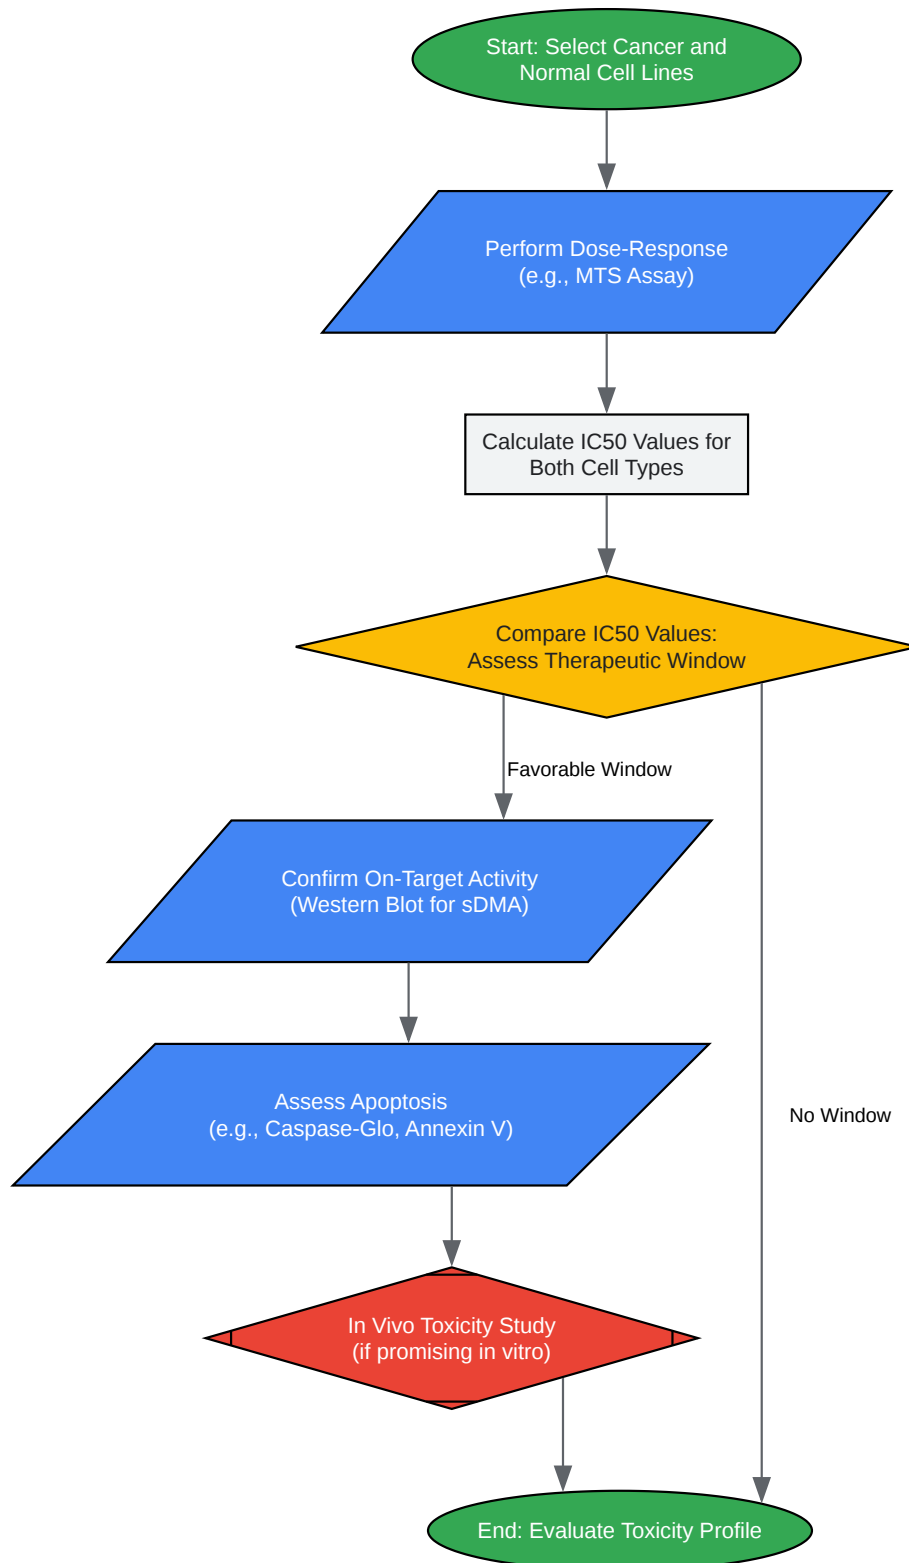 Start: Select Cancer and
Normal Cell Lines
Perform Dose-Response
(e.g., MTS Assay)
Calculate IC50 Values for
Both Cell Types
Compare IC50 Values:
Assess Therapeutic Window
Favorable Window
Confirm On-Target Activity
(Western Blot for sDMA)
Assess Apoptosis
(e.g., Caspase-Glo, Annexin V)
No Window
In Vivo Toxicity Study
(if promising in vitro)
End: Evaluate Toxicity Profile